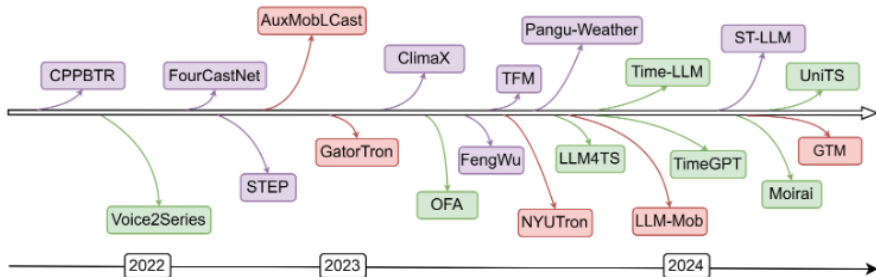 AuxMobLCast
Pangu-Weather
ST-LLM
CPPBTR
FourCastNet
ClimaX
TFM
Time-LLM
UniTS
GatorTron
FengWu
LLM4TS
TimeGPT
GTM
STEP
OFA
Moirai
Voice2Series
NYUTron
LLM-Mob
2022
2023
2024